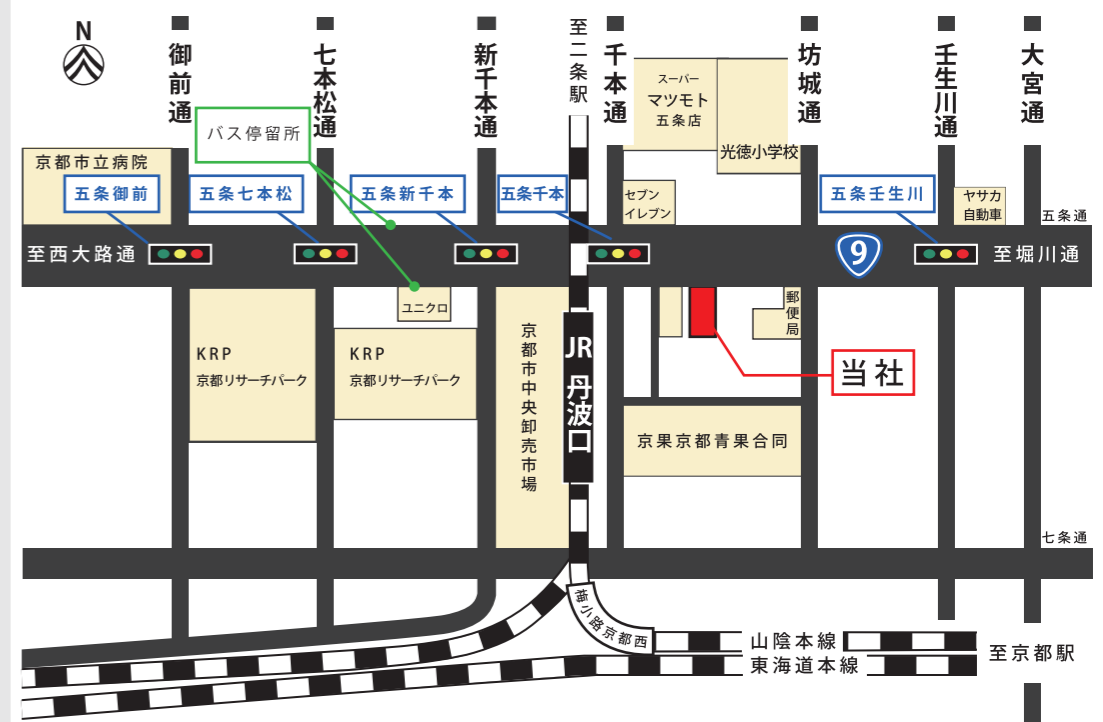 N
御前通
七本松通
新千本通
至二条駅
千本通
坊城通
壬生川通
大宮通
スーパー
マツモト
五条店
光徳小学校
バス停留所
京都市立病院
五条御前
五条七本松
五条新千本
五条千本
セブン
イレブン
五条壬生川
ヤサカ
自動車
五条通
至西大路通
9
至堀川通
ユニクロ
郵便局
KRP
京都リサーチパーク
KRP
京都リサーチパーク
京都市中央卸売市場
JR 丹波口
当社
京果京都青果合同
七条通
梅小路京都西
山陰本線
東海道本線
至京都駅